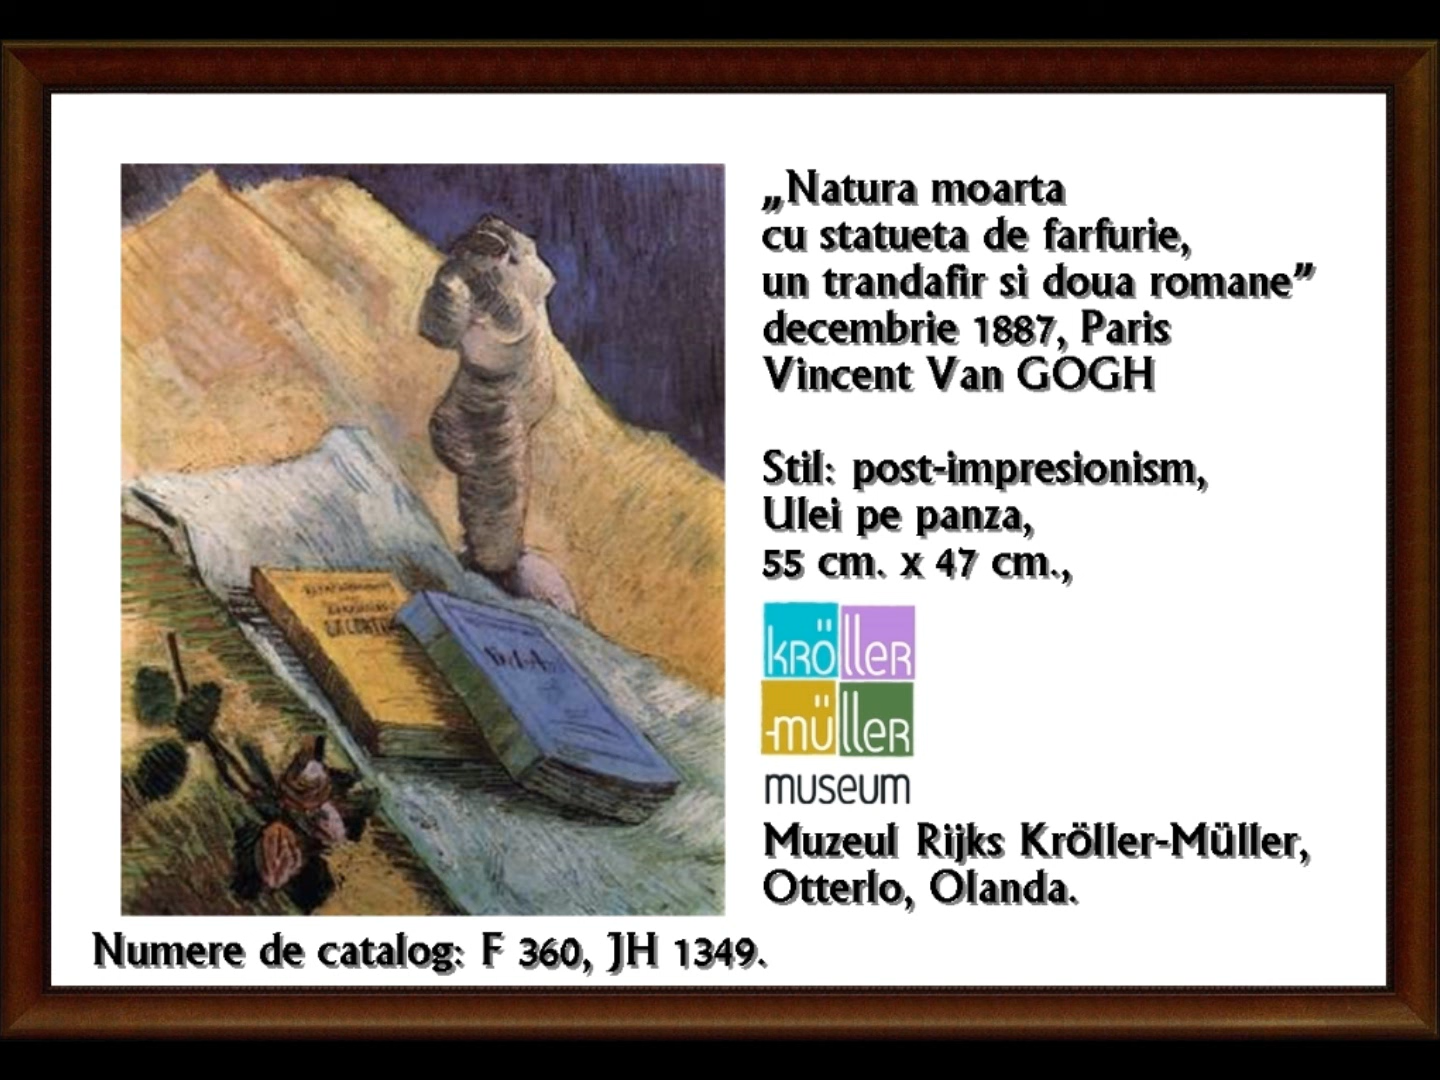 „Natura moarta
cu statueta de farfurie,
un trandafir si doua romane”
decembrie 1887, Paris
Vincent Van GOGH
Stil: post-impresionism,
Ulei pe panza,
55 cm. x 47 cm.,
kröller
-müller
museum
Muzeul Rijks Kröller-Müller,
Otterlo, Olanda.
Numere de catalog: F 360, JH 1349.